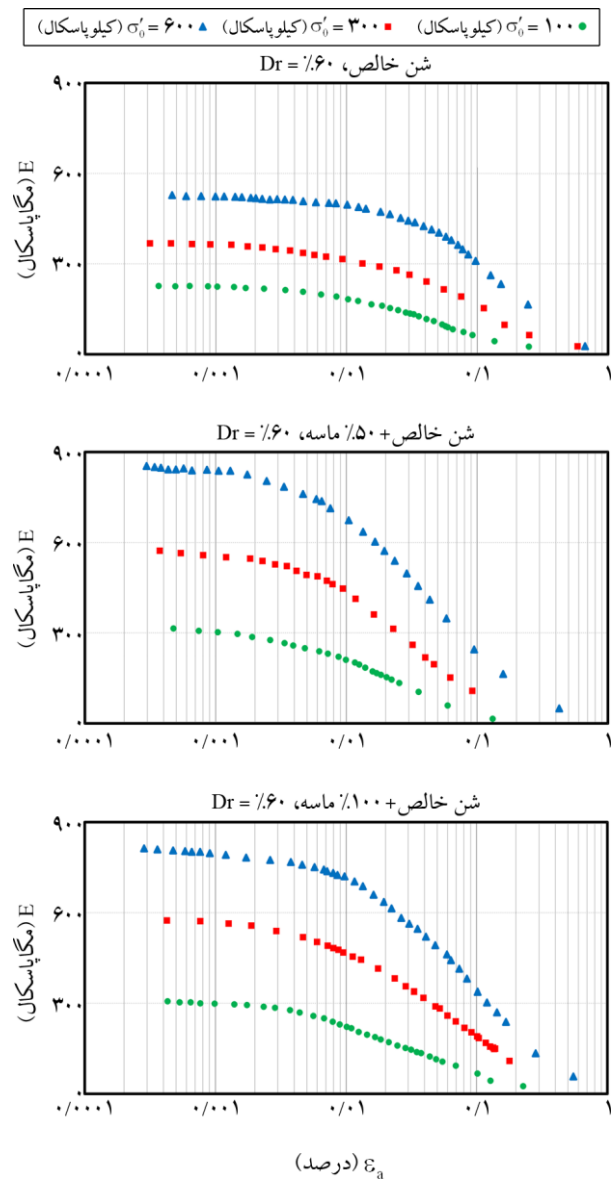 σ′₀ = ۱۰۰ (کیلوپاسکال) σ′₀ = ۳۰۰ (کیلوپاسکال) σ′₀ = ۶۰۰ (کیلوپاسکال)
شن خالص، Dr = ٪۶۰
۹۰۰
۶۰۰
۳۰۰
۰
E (مگاپاسکال)
۰/۰۰۰۱ ۰/۰۰۱ ۰/۰۱ ۰/۱ ۱
شن خالص+ ۵۰٪ ماسه، Dr = ٪۶۰
۹۰۰
۶۰۰
۳۰۰
۰
E (مگاپاسکال)
۰/۰۰۰۱ ۰/۰۰۱ ۰/۰۱ ۰/۱ ۱
شن خالص+ ۱۰۰٪ ماسه، Dr = ٪۶۰
۹۰۰
۶۰۰
۳۰۰
۰
E (مگاپاسکال)
۰/۰۰۰۱ ۰/۰۰۱ ۰/۰۱ ۰/۱ ۱
εₐ (درصد)